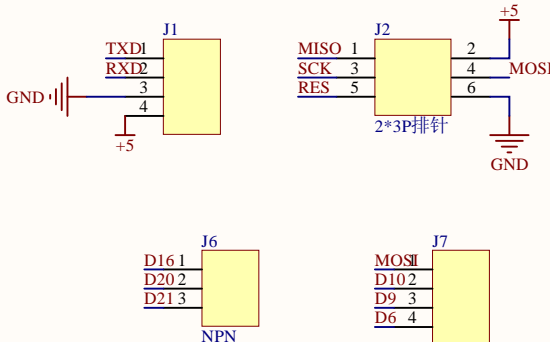 J1
TXD 1
RXD 2
GND 3
4
+5
J2
+5
MISO 1 2
SCK 3 4 MOSI
RES 5 6
2*3P排针
GND
J6
D16 1
D20 2
D21 3
NPN
J7
MOSI 1
D10 2
D9 3
D6 4